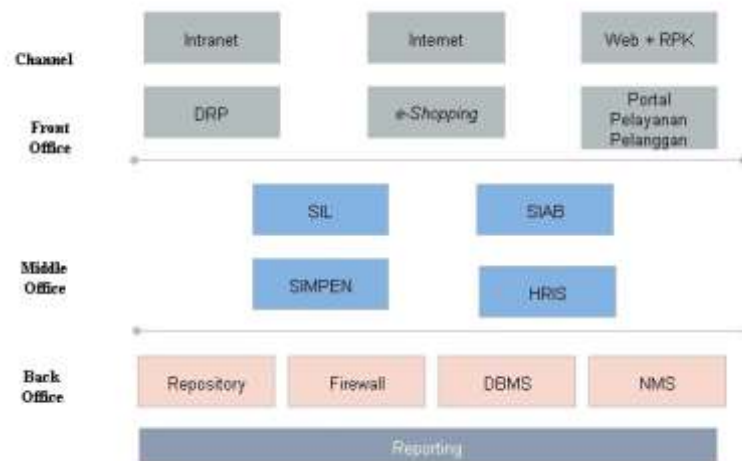 Intranet
Internet
Web + RPK
Channel
DRP
e-Shopping
Portal
Pelayanan
Pelanggan
Front
Office
SIL
SIAB
Middle
Office
SIMPEN
HRIS
Back
Office
Repository
Firewall
DBMS
NMS
Reporting